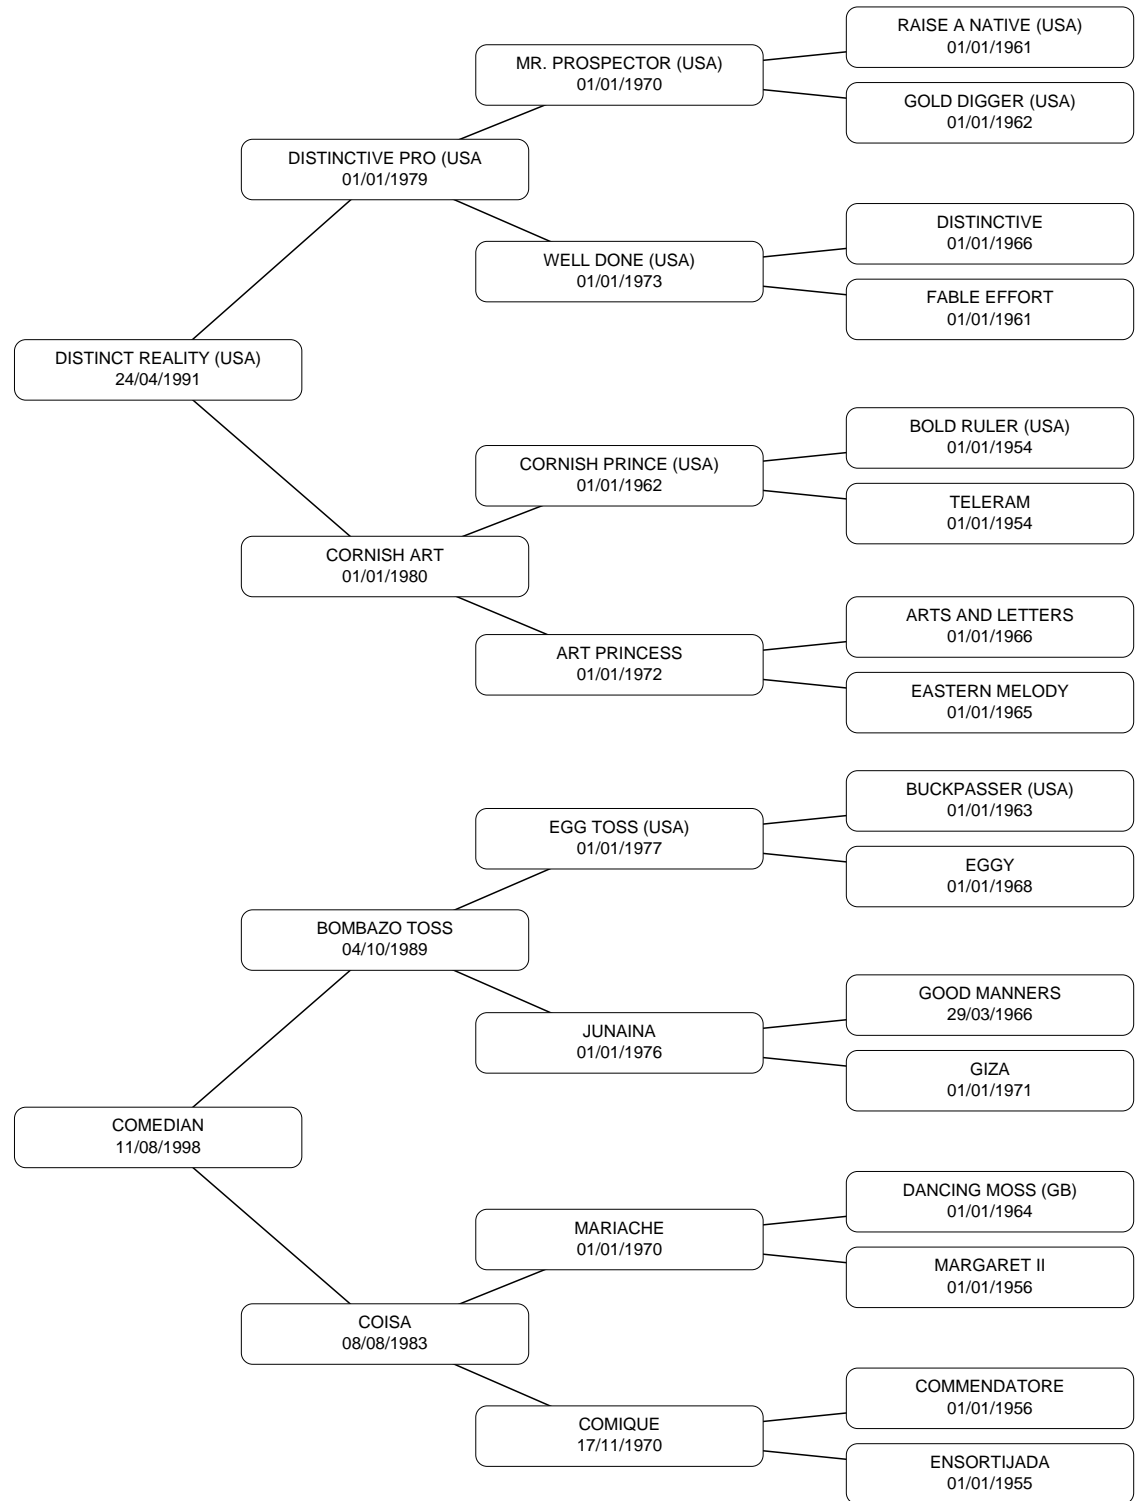 RAISE A NATIVE (USA)
01/01/1961
MR. PROSPECTOR (USA)
01/01/1970
GOLD DIGGER (USA)
01/01/1962
DISTINCTIVE PRO (USA
01/01/1979
DISTINCTIVE
01/01/1966
WELL DONE (USA)
01/01/1973
FABLE EFFORT
01/01/1961
DISTINCT REALITY (USA)
24/04/1991
BOLD RULER (USA)
01/01/1954
CORNISH PRINCE (USA)
01/01/1962
TELERAM
01/01/1954
CORNISH ART
01/01/1980
ARTS AND LETTERS
01/01/1966
ART PRINCESS
01/01/1972
EASTERN MELODY
01/01/1965
BUCKPASSER (USA)
01/01/1963
EGG TOSS (USA)
01/01/1977
EGGY
01/01/1968
BOMBAZO TOSS
04/10/1989
GOOD MANNERS
29/03/1966
JUNAINA
01/01/1976
GIZA
01/01/1971
COMEDIAN
11/08/1998
DANCING MOSS (GB)
01/01/1964
MARIACHE
01/01/1970
MARGARET II
01/01/1956
COISA
08/08/1983
COMMENDATORE
01/01/1956
COMIQUE
17/11/1970
ENSORTIJADA
01/01/1955